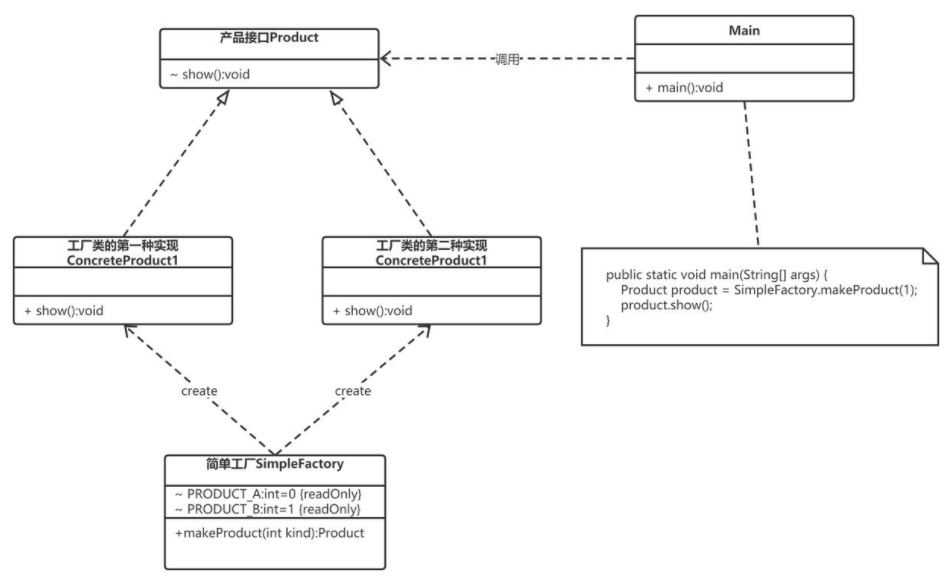 产品接口Product
~ show():void
调用
Main
+ main():void
工厂类的第一种实现
ConcreteProduct1
+ show():void
工厂类的第二种实现
ConcreteProduct1
+ show():void
public static void main(String[] args) {
Product product = SimpleFactory.makeProduct(1);
product.show();
}
create
create
简单工厂SimpleFactory
~ PRODUCT_A:int=0 {readOnly}
~ PRODUCT_B:int=1 {readOnly}
+makeProduct(int kind):Product